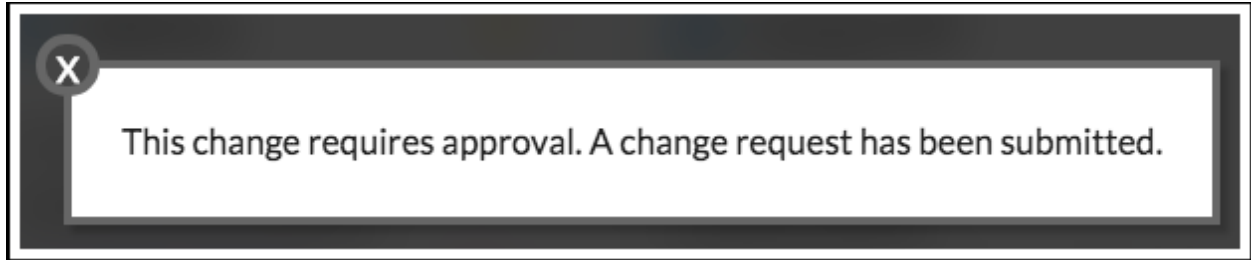 X
This change requires approval. A change request has been submitted.